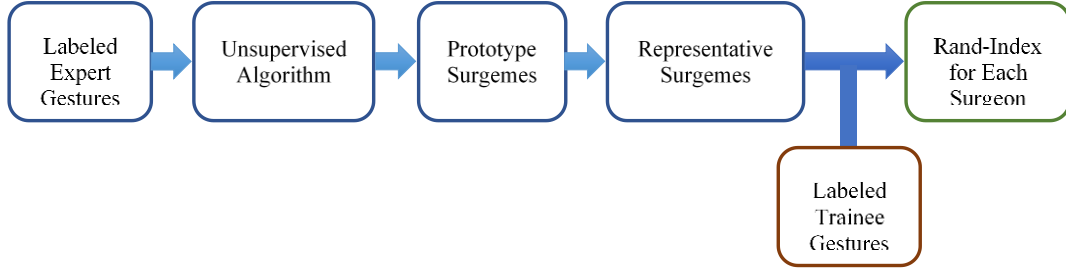 Labeled
Expert
Gestures
Unsupervised
Algorithm
Prototype
Surgemes
Representative
Surgemes
Rand-Index
for Each
Surgeon
Labeled
Trainee
Gestures